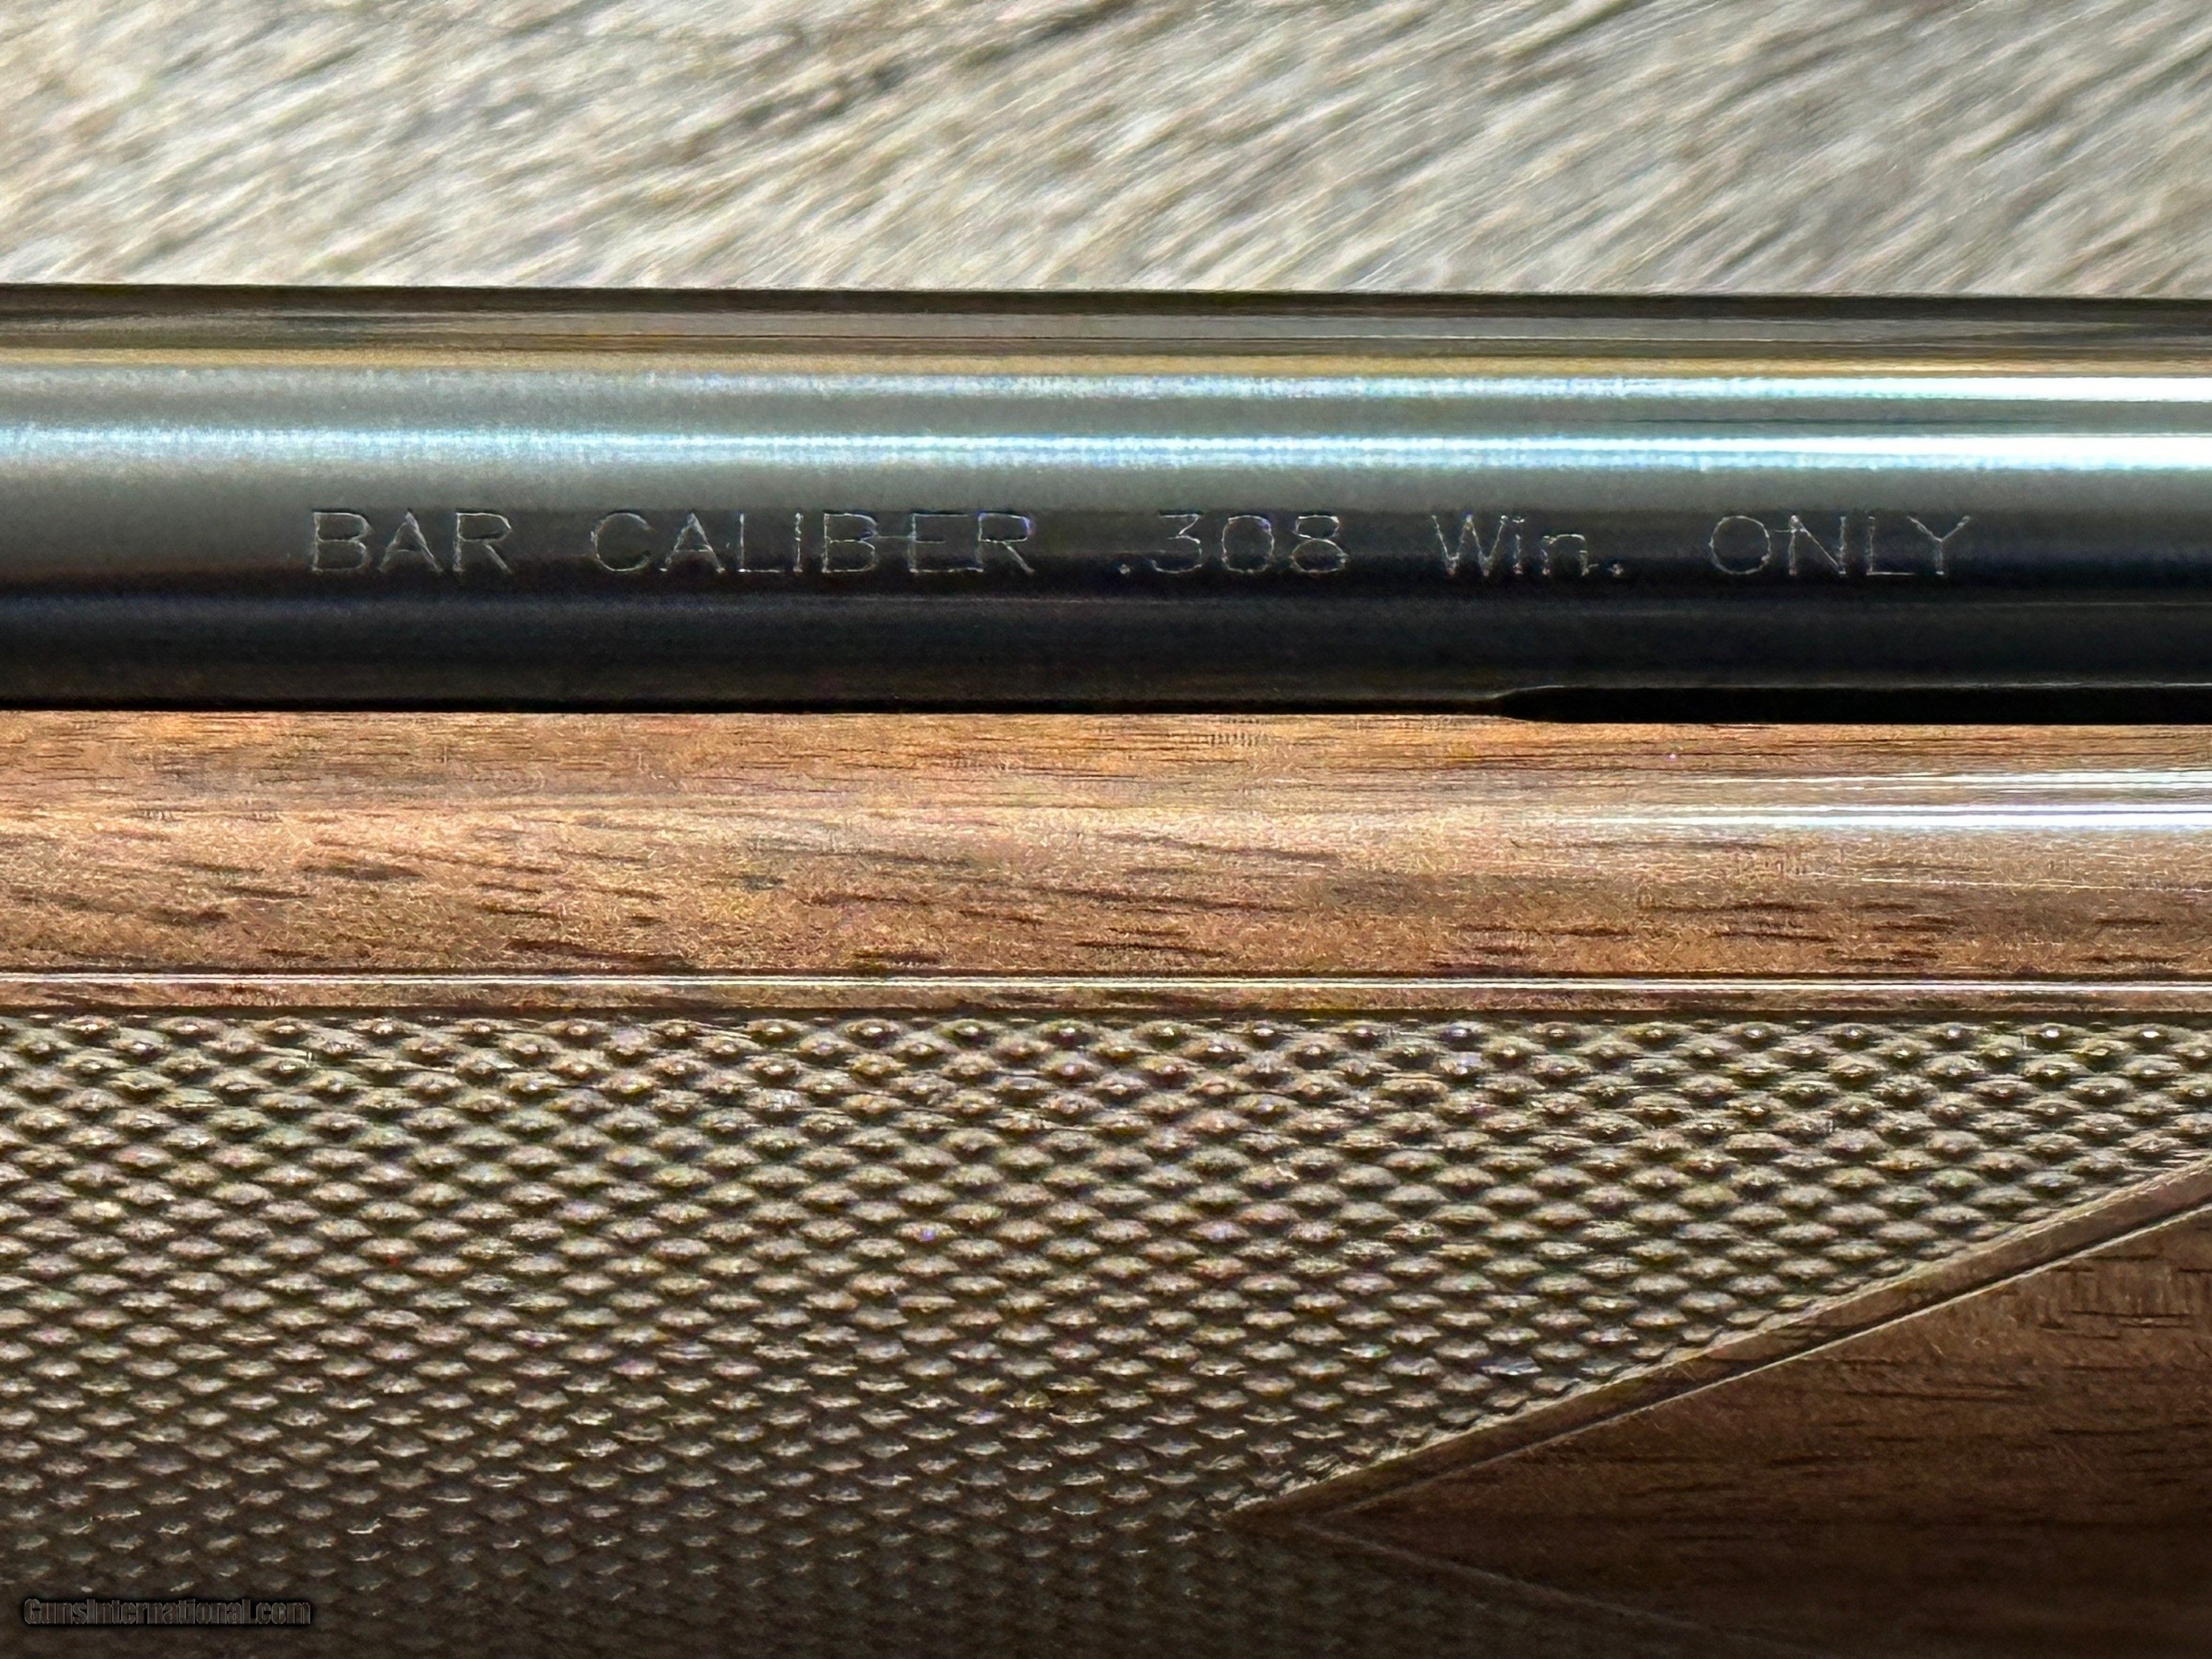 BAR CALIBER .308 Win. ONLY
GunsInternational.com